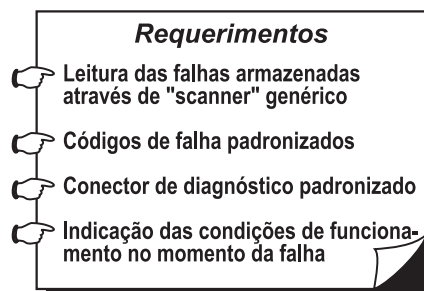 Requerimentos
Leitura das falhas armazenadas
através de "scanner" genérico
Códigos de falha padronizados
Conector de diagnóstico padronizado
Indicação das condições de funciona-
mento no momento da falha